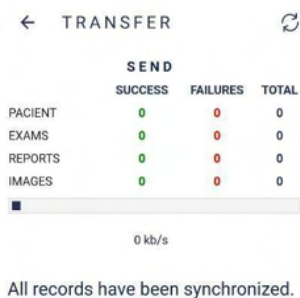 TRANSFER
SEND
SUCCESS FAILURES TOTAL
PACIENT 0 0 0
EXAMS 0 0 0
REPORTS 0 0 0
IMAGES 0 0 0
0 kb/s
All records have been synchronized.